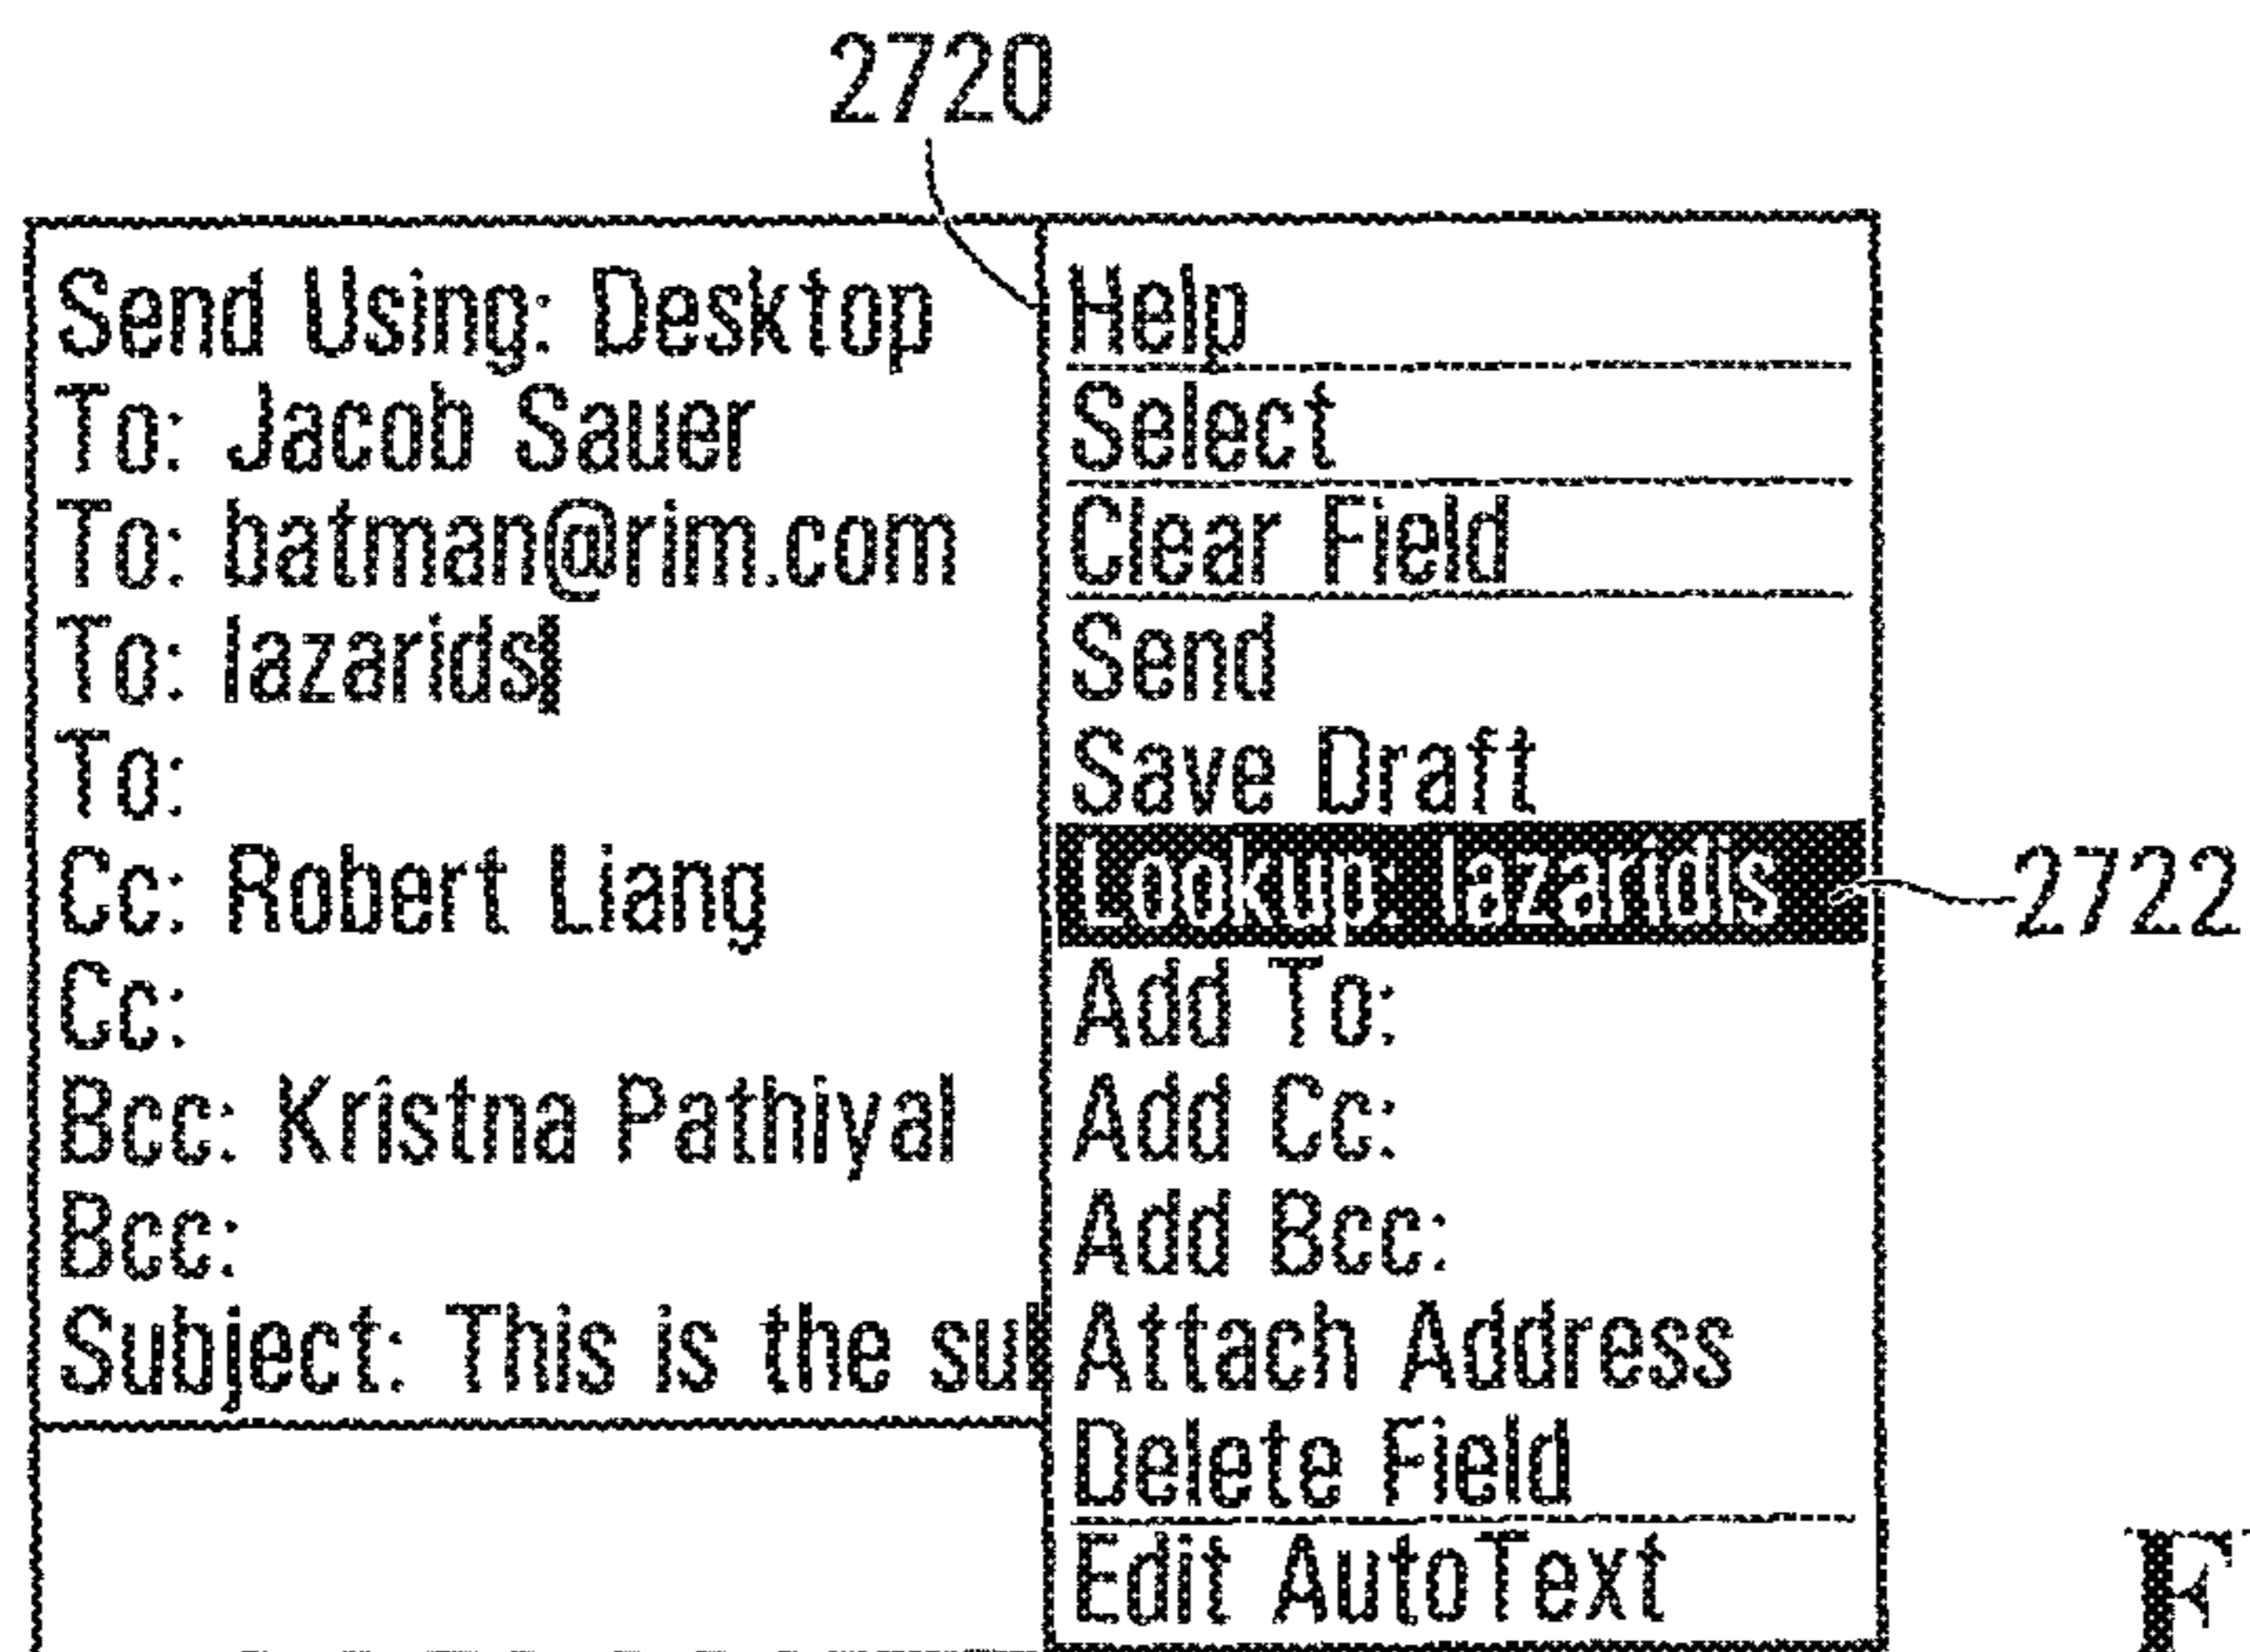 2720
Send Using: Desktop
To: Jacob Sauer
To: batman@rim.com
To: lazarids
To:
Cc: Robert Liang
Cc:
Bcc: Kristna Pathiyal
Bcc:
Subject: This is the
Help
Select
Clear Field
Send
Save Draft
Lookup: lazaridis
Add To:
Add Cc:
Add Bcc:
Attach Address
Delete Field
Edit AutoText
2722